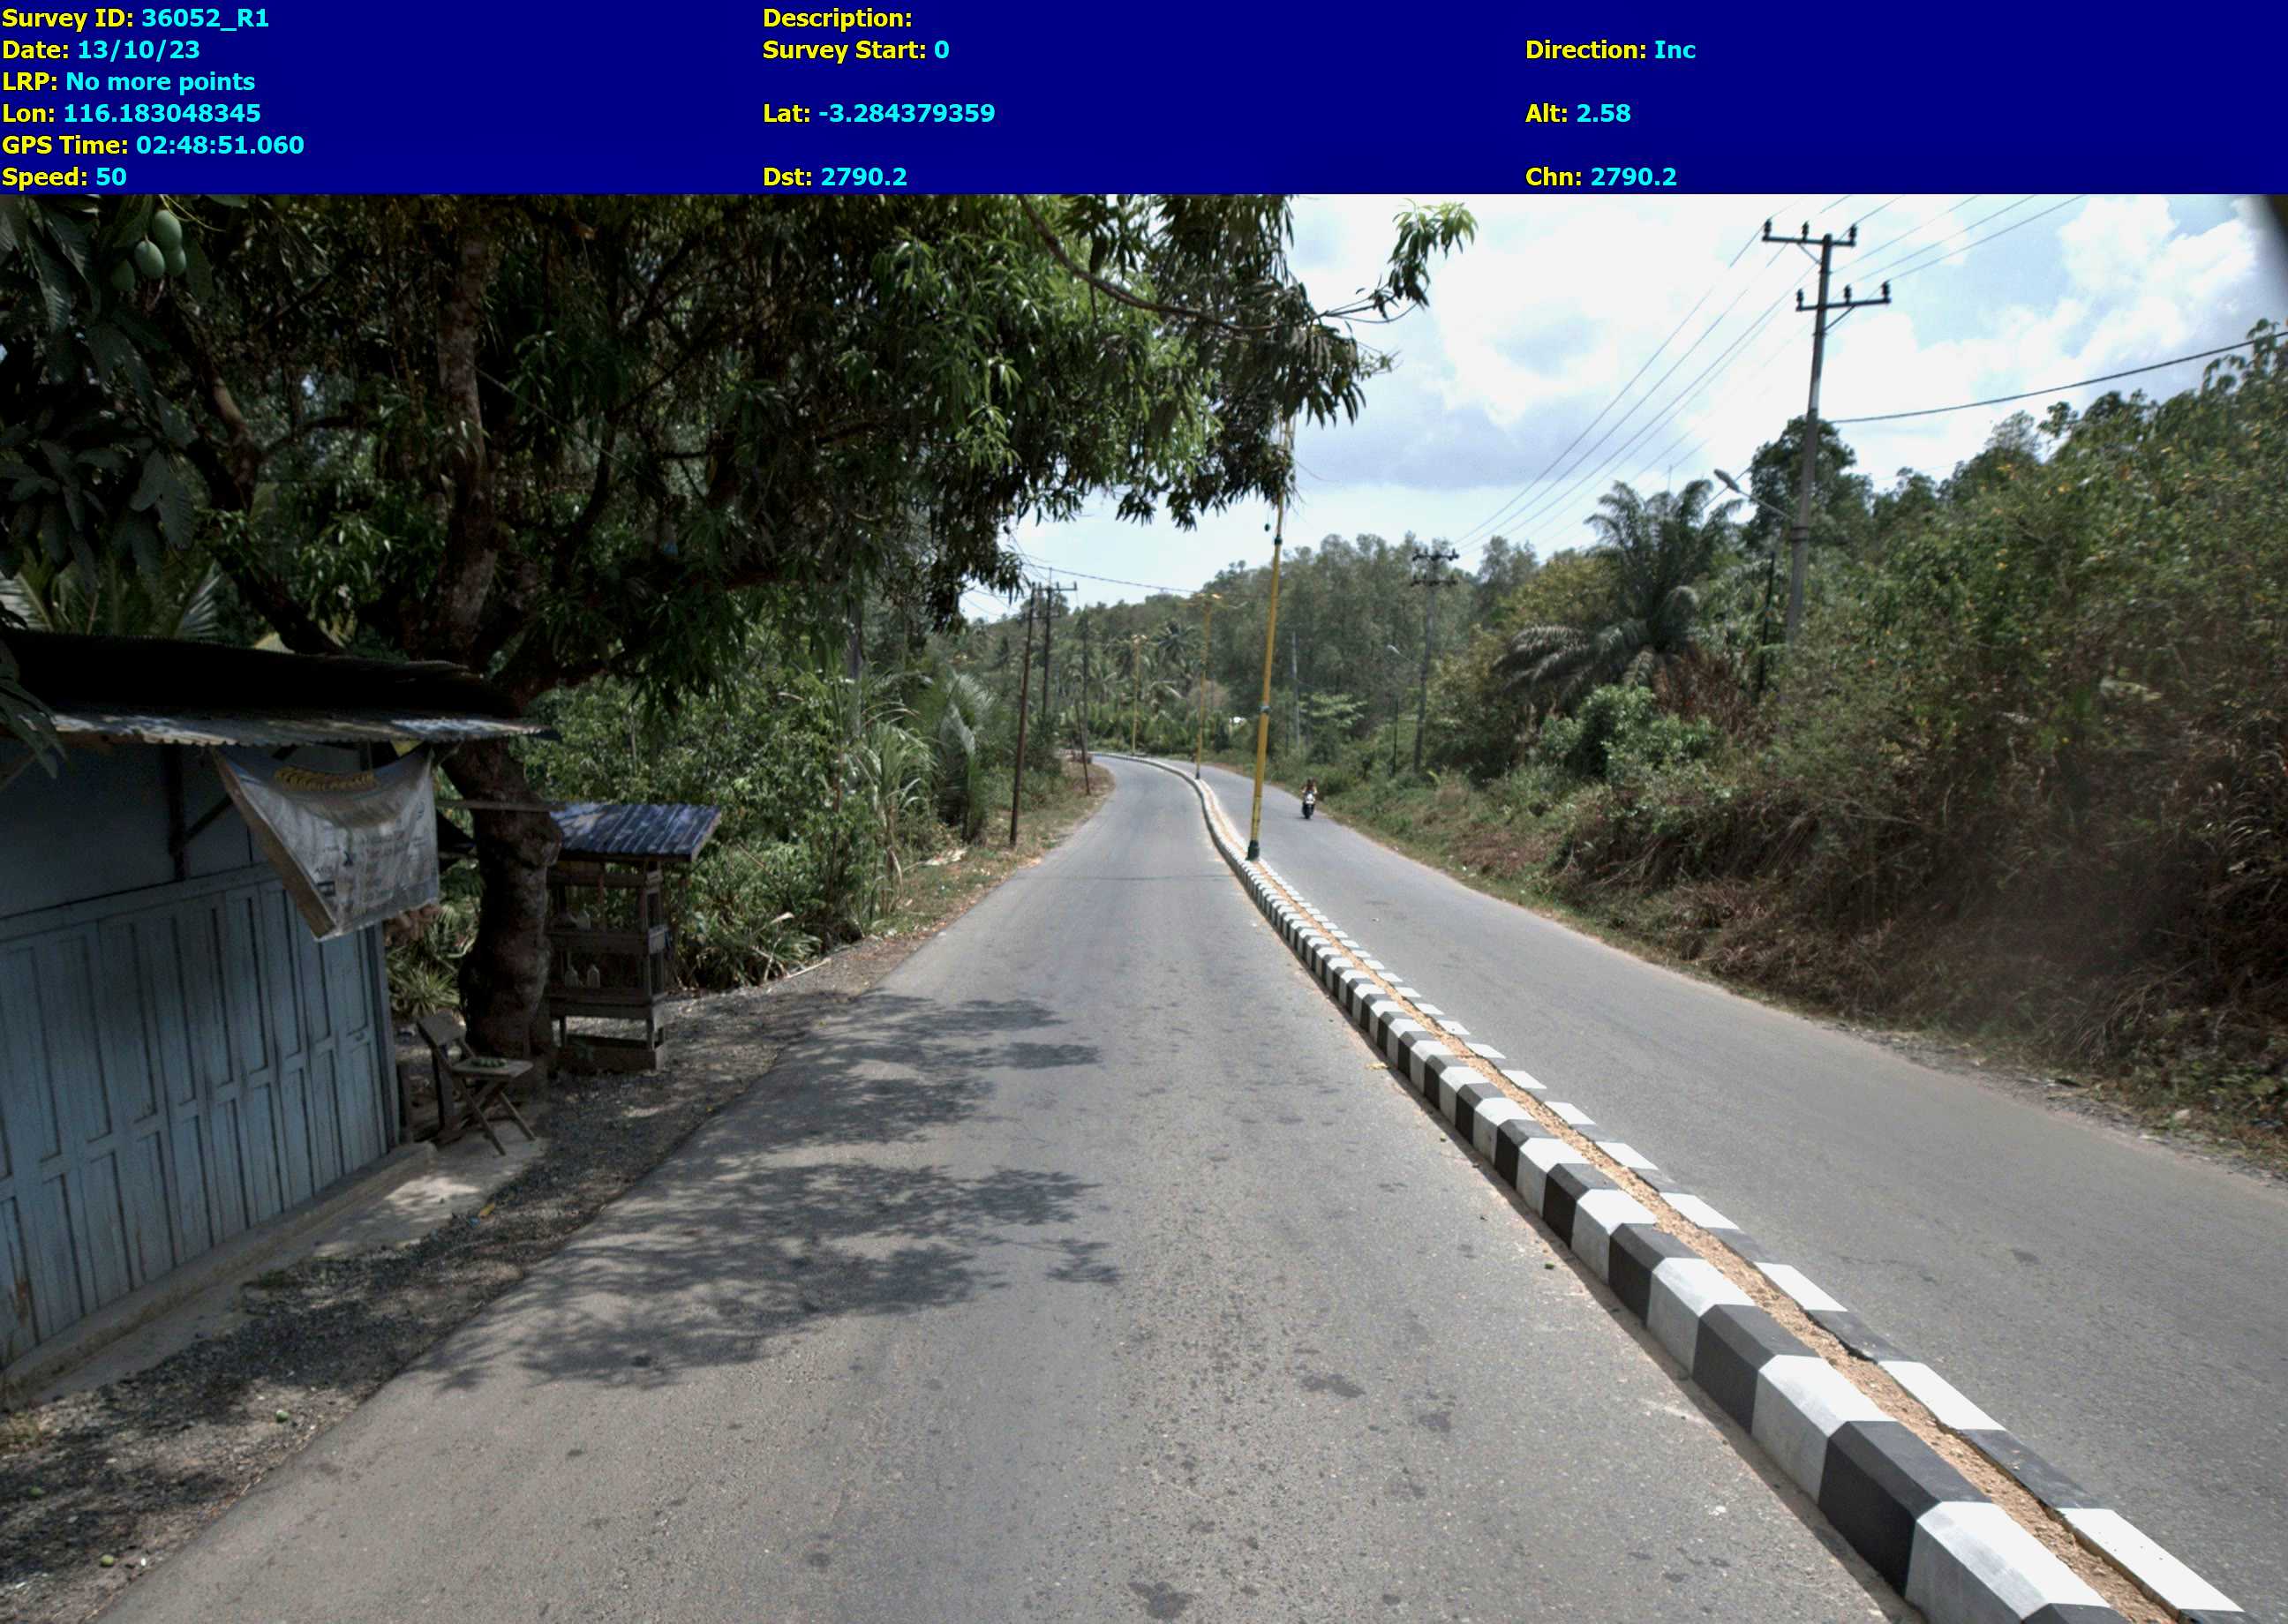 Survey ID: 36052_R1
Description:
Date: 13/10/23
Survey Start: 0
Direction: Inc
LRP: No more points
Lon: 116.183048345
Lat: -3.284379359
Alt: 2.58
GPS Time: 02:48:51.060
Speed: 50
Dst: 2790.2
Chn: 2790.2